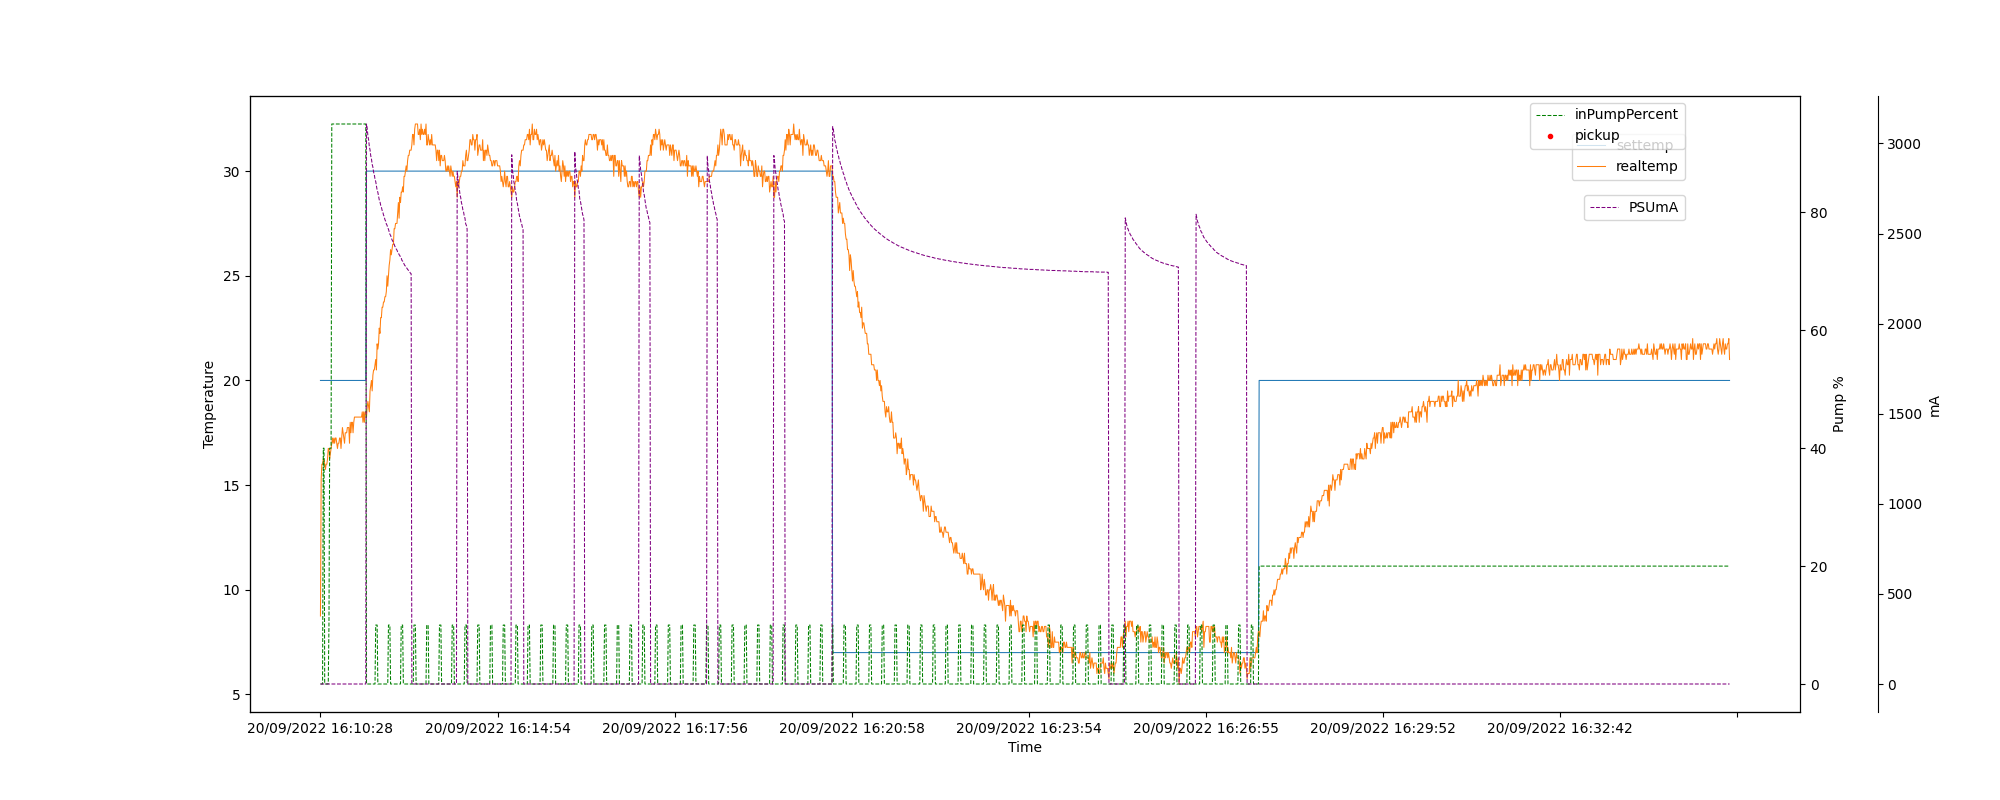 inPumpPercent
pickup
settemp
realtemp
PSUmA
30
25
20
15
10
5
Temperature
80
60
40
20
0
Pump %
3000
2500
2000
1500
1000
500
0
mA
20/09/2022 16:10:28
20/09/2022 16:14:54
20/09/2022 16:17:56
20/09/2022 16:20:58
20/09/2022 16:23:54
20/09/2022 16:26:55
20/09/2022 16:29:52
20/09/2022 16:32:42
Time